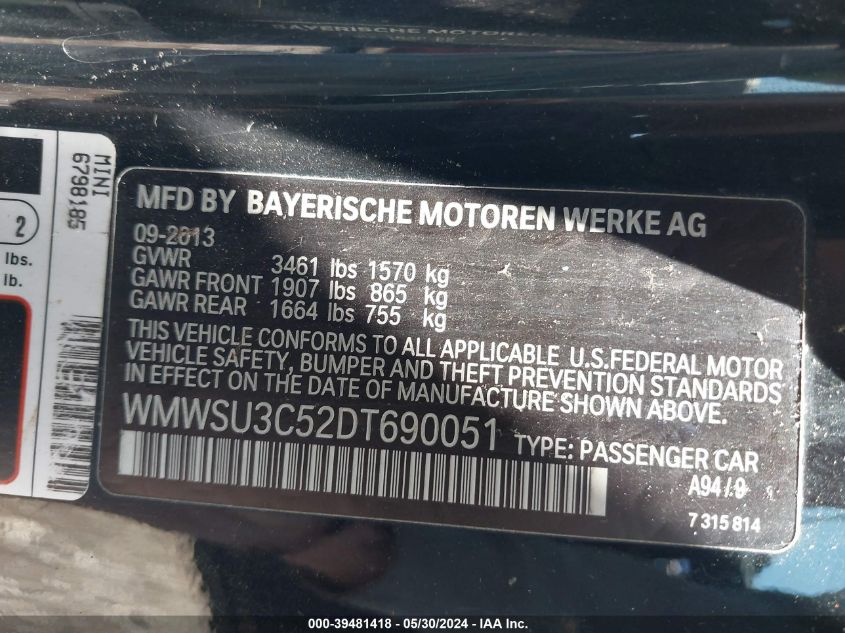 BAYERISCHE MOTOREN
MINI
6798185
2
lbs.
lb.
MFD BY BAYERISCHE MOTOREN WERKE AG
09-2013
GVWR 3461 lbs 1570 kg
GAWR FRONT 1907 lbs 865 kg
GAWR REAR 1664 lbs 755 kg
THIS VEHICLE CONFORMS TO ALL APPLICABLE U.S.FEDERAL MOTOR
VEHICLE SAFETY, BUMPER AND THEFT PREVENTION STANDARDS
IN EFFECT ON THE DATE OF MANUFACTURE SHOWN ABOVE.
WMWSU3C52DT690051 TYPE: PASSENGER CAR
A94/
7 315 814
000-39481418 - 05/30/2024 - IAA Inc.